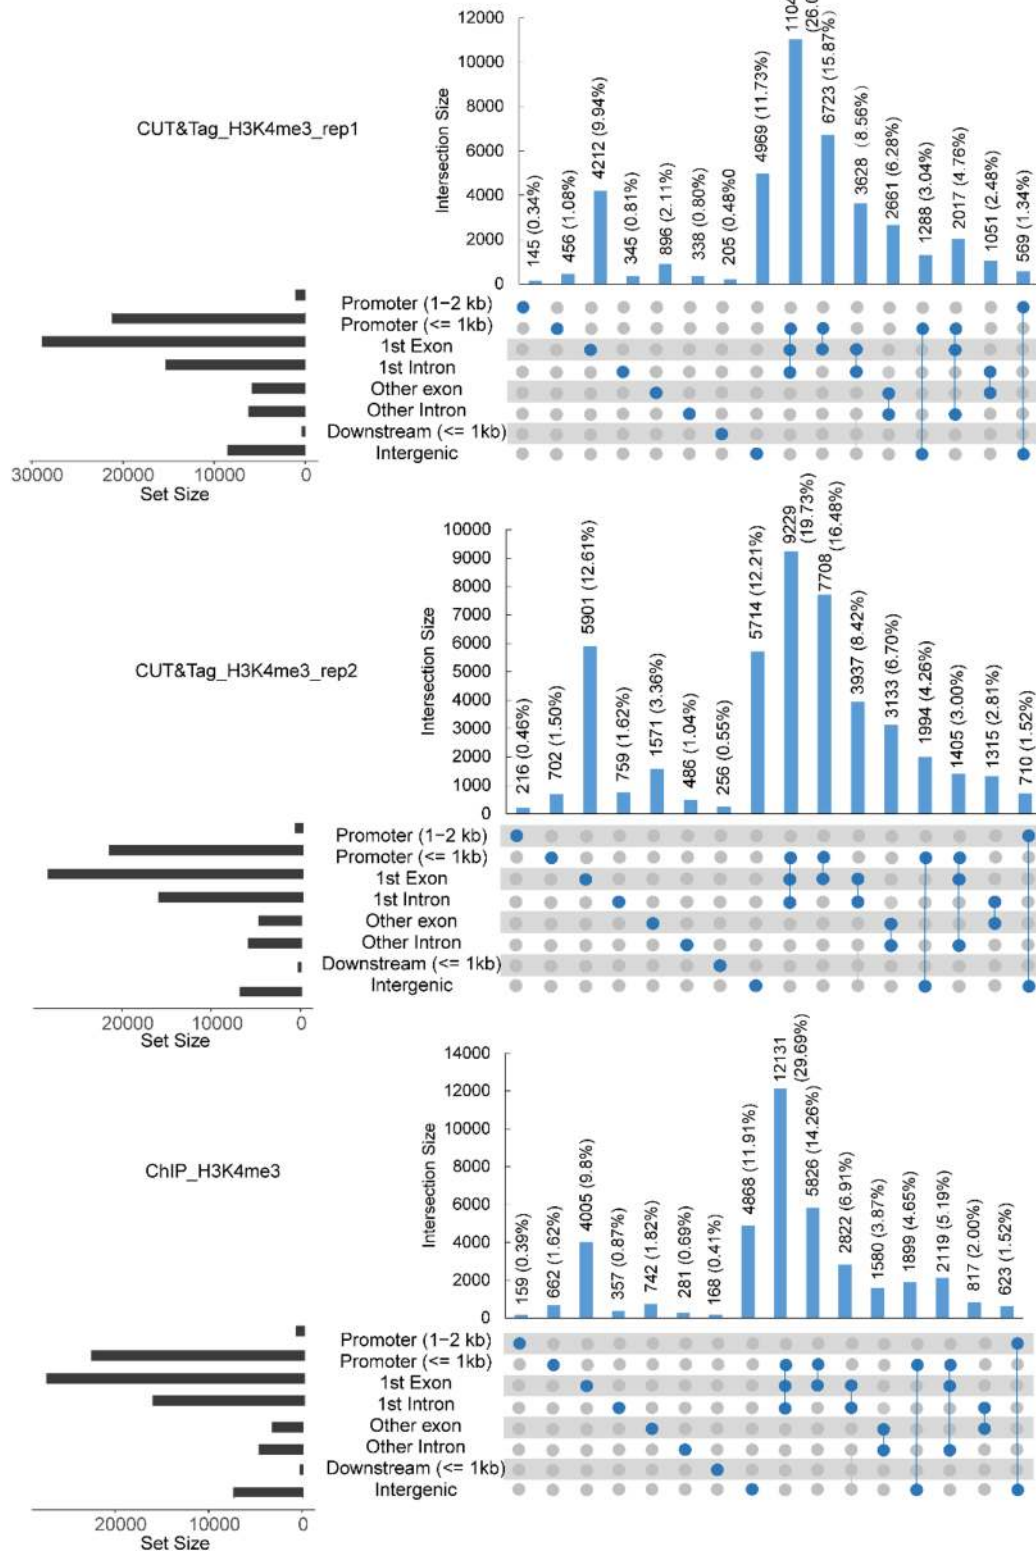 12000
10000
8000
6000
4000
2000
0
Intersection Size
CUT&Tag_H3K4me3_rep1
145 (0.34%)
456 (1.08%)
4212 (9.94%)
345 (0.81%)
896 (2.11%)
338 (0.80%)
205 (0.48%0
4969 (11.73%)
6723 (15.87%)
3628 (8.56%)
2661 (6.28%)
1288 (3.04%)
2017 (4.76%)
1051 (2.48%)
569 (1.34%)
Promoter (1−2 kb)
Promoter (<= 1kb)
1st Exon
1st Intron
Other exon
Other Intron
Downstream (<= 1kb)
Intergenic
30000 20000 10000 0
Set Size
10000
9000
8000
7000
6000
5000
4000
3000
2000
1000
0
Intersection Size
CUT&Tag_H3K4me3_rep2
216 (0.46%)
702 (1.50%)
5901 (12.61%)
759 (1.62%)
1571 (3.36%)
486 (1.04%)
256 (0.55%)
5714 (12.21%)
9229
(19.73%)
7708
(16.48%)
3937 (8.42%)
3133 (6.70%)
1994 (4.26%)
1405 (3.00%)
1315 (2.81%)
710 (1.52%)
Promoter (1−2 kb)
Promoter (<= 1kb)
1st Exon
1st Intron
Other exon
Other Intron
Downstream (<= 1kb)
Intergenic
20000 10000 0
Set Size
14000
12000
10000
8000
6000
4000
2000
0
Intersection Size
ChIP_H3K4me3
159 (0.39%)
662 (1.62%)
4005 (9.8%)
357 (0.87%)
742 (1.82%)
281 (0.69%)
168 (0.41%)
4868 (11.91%)
12131
(29.69%)
5826 (14.26%)
2822 (6.91%)
1580 (3.87%)
1899 (4.65%)
2119 (5.19%)
817 (2.00%)
623 (1.52%)
Promoter (1−2 kb)
Promoter (<= 1kb)
1st Exon
1st Intron
Other exon
Other Intron
Downstream (<= 1kb)
Intergenic
20000 10000 0
Set Size